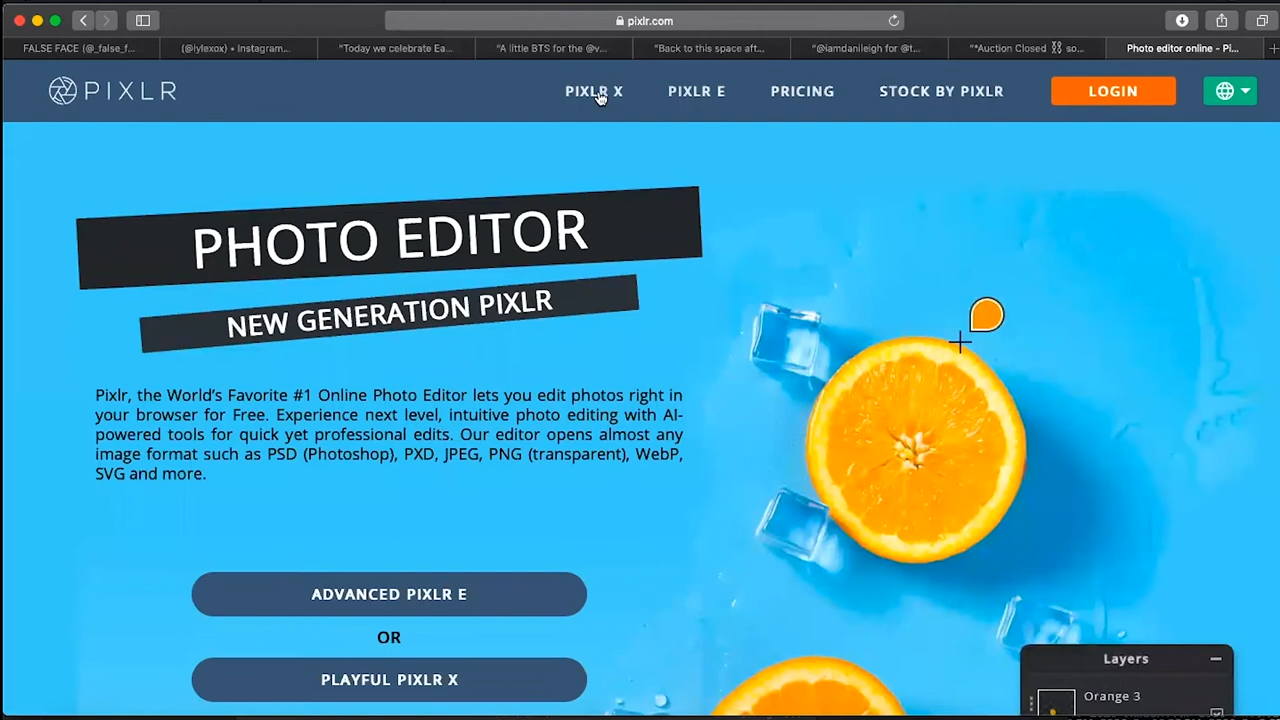 pixlr.com
FALSE FACE (@_false_f...
(@iylexox) • Instagram...
"Today we celebrate Ea...
"A little BTS for the @v...
"Back to this space aft...
"@iamdanileigh for @t...
"*Auction Closed ⛓ so...
Photo editor online - Pi...
PIXLR
PIXLR X
PIXLR E
PRICING
STOCK BY PIXLR
LOGIN
PHOTO EDITOR
NEW GENERATION PIXLR
Pixlr, the World's Favorite #1 Online Photo Editor lets you edit photos right in
your browser for Free. Experience next level, intuitive photo editing with AI-
powered tools for quick yet professional edits. Our editor opens almost any
image format such as PSD (Photoshop), PXD, JPEG, PNG (transparent), WebP,
SVG and more.
ADVANCED PIXLR E
OR
PLAYFUL PIXLR X
Layers
Orange 3